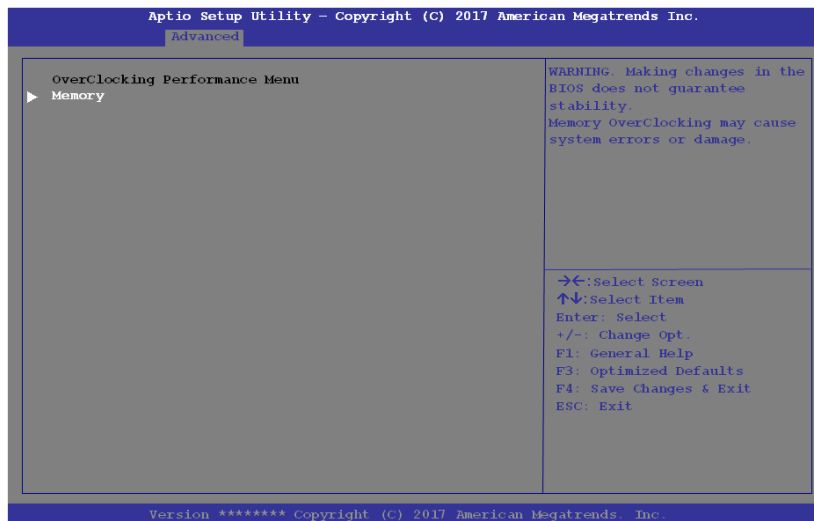 Aptio Setup Utility – Copyright (C) 2017 American Megatrends Inc.
Advanced
OverClocking Performance Menu
▶ Memory
WARNING. Making changes in the
BIOS does not guarantee
stability.
Memory OverClocking may cause
system errors or damage.
→←:Select Screen
↑↓:Select Item
Enter: Select
+/-: Change Opt.
F1: General Help
F3: Optimized Defaults
F4: Save Changes & Exit
ESC: Exit
Version ******** Copyright (C) 2017 American Megatrends. Inc.